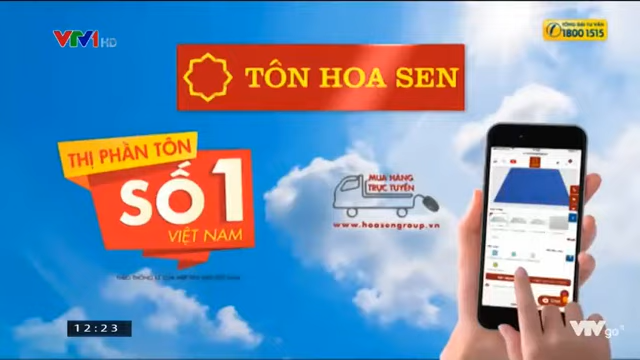 VTV1 HD
TỔNG ĐÀI TƯ VẤN
1800 1515
TÔN HOA SEN
THỊ PHẦN TÔN
SỐ 1
VIỆT NAM
MUA HÀNG
TRỰC TUYẾN
www.hoasengroup.vn
12:23
VTVgo